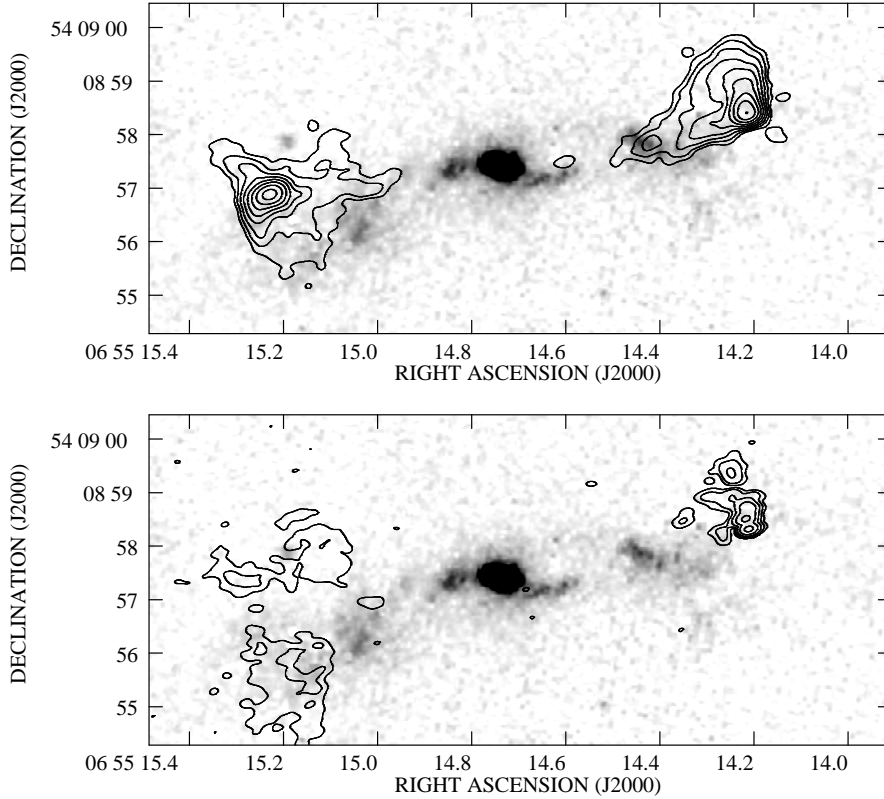 54 09 00
08 59
58
57
56
55
DECLINATION (J2000)
06 55 15.4 15.2 15.0 14.8 14.6 14.4 14.2 14.0
RIGHT ASCENSION (J2000)
54 09 00
08 59
58
57
56
55
DECLINATION (J2000)
06 55 15.4 15.2 15.0 14.8 14.6 14.4 14.2 14.0
RIGHT ASCENSION (J2000)